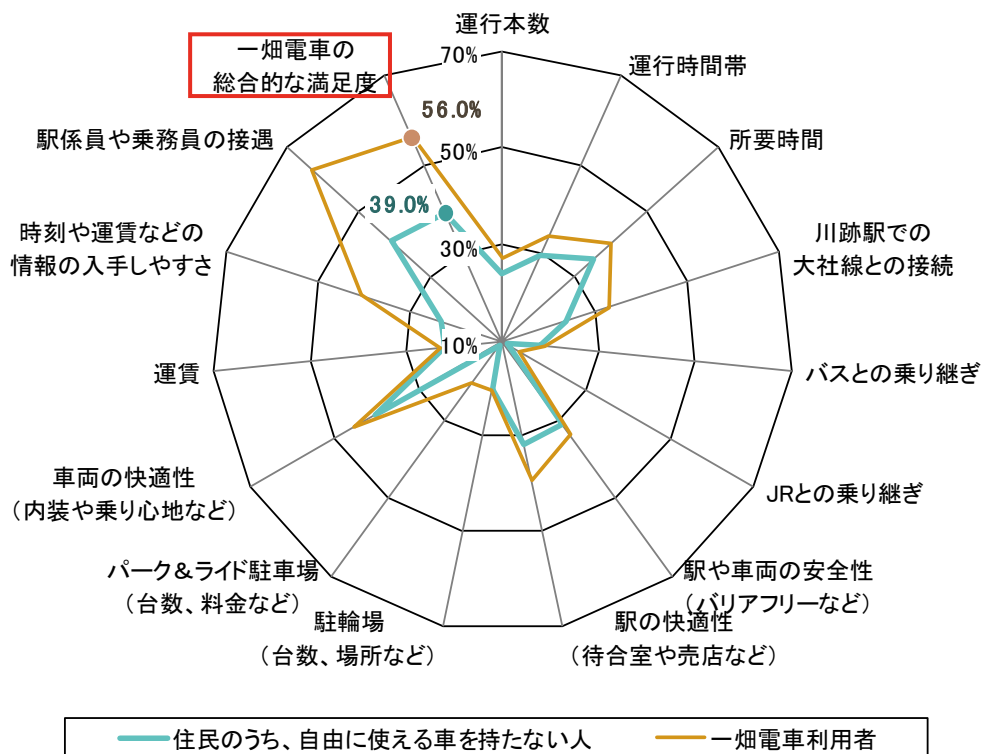 運行本数
70%
一畑電車の
総合的な満足度
運行時間帯
56.0%
駅係員や乗務員の接遇
50%
所要時間
39.0%
時刻や運賃などの
情報の入手しやすさ
30%
川跡駅での
大社線との接続
10%
運賃
バスとの乗り継ぎ
車両の快適性
(内装や乗り心地など)
JRとの乗り継ぎ
パーク&ライド駐車場
(台数、料金など)
駅や車両の安全性
(バリアフリーなど)
駐輪場
(台数、場所など)
駅の快適性
(待合室や売店など)
住民のうち、自由に使える車を持たない人
一畑電車利用者